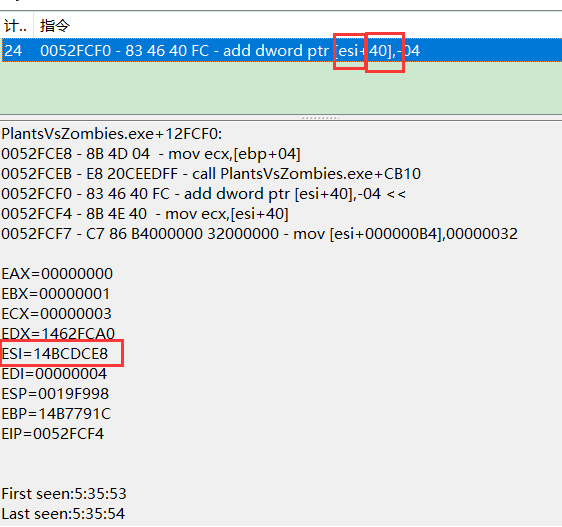 计.. 指令
24 0052FCF0 - 83 46 40 FC - add dword ptr [esi+40],-04
PlantsVsZombies.exe+12FCF0:
0052FCE8 - 8B 4D 04  - mov ecx,[ebp+04]
0052FCEB - E8 20CEEDFF - call PlantsVsZombies.exe+CB10
0052FCF0 - 83 46 40 FC - add dword ptr [esi+40],-04 <<
0052FCF4 - 8B 4E 40  - mov ecx,[esi+40]
0052FCF7 - C7 86 B4000000 32000000 - mov [esi+000000B4],00000032
EAX=00000000
EBX=00000001
ECX=00000003
EDX=1462FCA0
ESI=14BCDCE8
EDI=00000004
ESP=0019F998
EBP=14B7791C
EIP=0052FCF4
First seen:5:35:53
Last seen:5:35:54